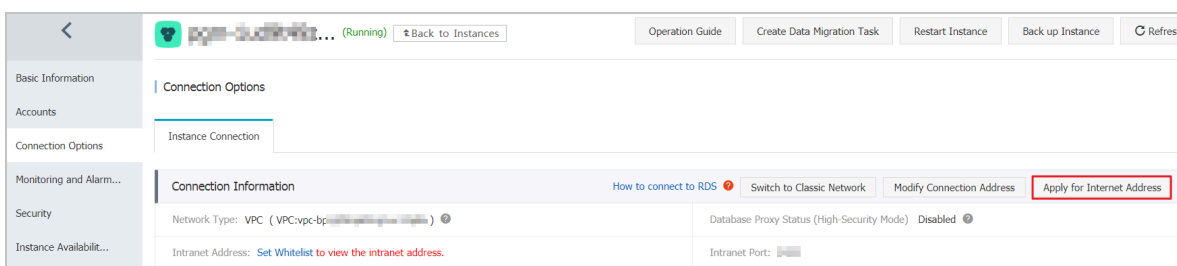 (Running) Back to Instances Operation Guide Create Data Migration Task Restart Instance Back up Instance Refres
Basic Information
Connection Options
Accounts
Connection Options
Instance Connection
Monitoring and Alarm...
Connection Information How to connect to RDS Switch to Classic Network Modify Connection Address Apply for Internet Address
Security
Network Type: VPC ( VPC:vpc-bp ) Database Proxy Status (High-Security Mode) Disabled
Instance Availabilit...
Intranet Address: Set Whitelist to view the intranet address. Intranet Port: